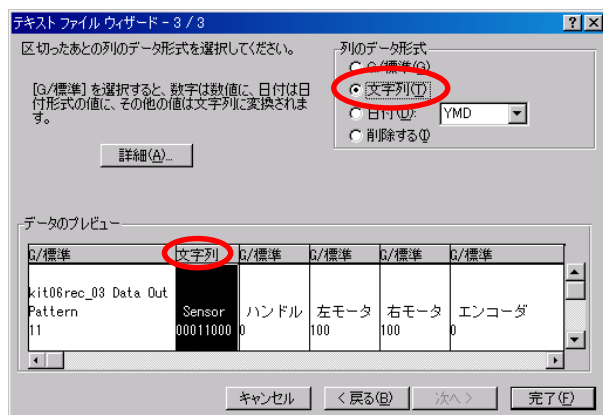 テキスト ファイル ウィザード - 3 / 3
区切ったあとの列のデータ形式を選択してください。
[G/標準] を選択すると、数字は数値に、日付は日
付形式の値に、その他の値は文字列に変換されま
す。
詳細(A)...
列のデータ形式
G/標準(G)
文字列(T)
日付(D):
YMD
削除する(I)
データのプレビュー
G/標準 文字列 G/標準 G/標準 G/標準 G/標準
kit06rec_03 Data Out
Pattern Sensor ハンドル 左モータ 右モータ エンコーダ
11 00011000 0 100 100 0
キャンセル < 戻る(B) 次へ > 完了(F)